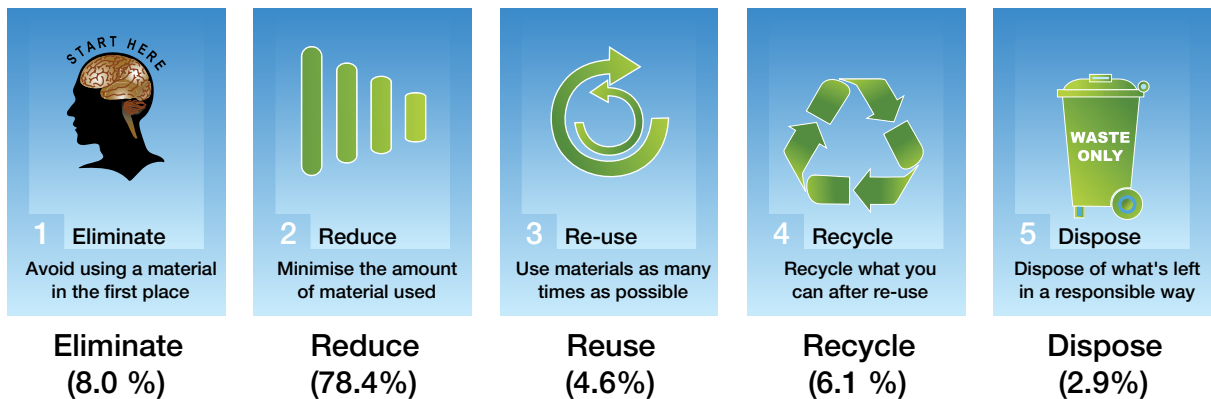 START HERE
1 Eliminate
Avoid using a material
in the first place
2 Reduce
Minimise the amount
of material used
3 Re-use
Use materials as many
times as possible
4 Recycle
Recycle what you
can after re-use
WASTE
ONLY
5 Dispose
Dispose of what's left
in a responsible way
Eliminate
(8.0 %)
Reduce
(78.4%)
Reuse
(4.6%)
Recycle
(6.1 %)
Dispose
(2.9%)